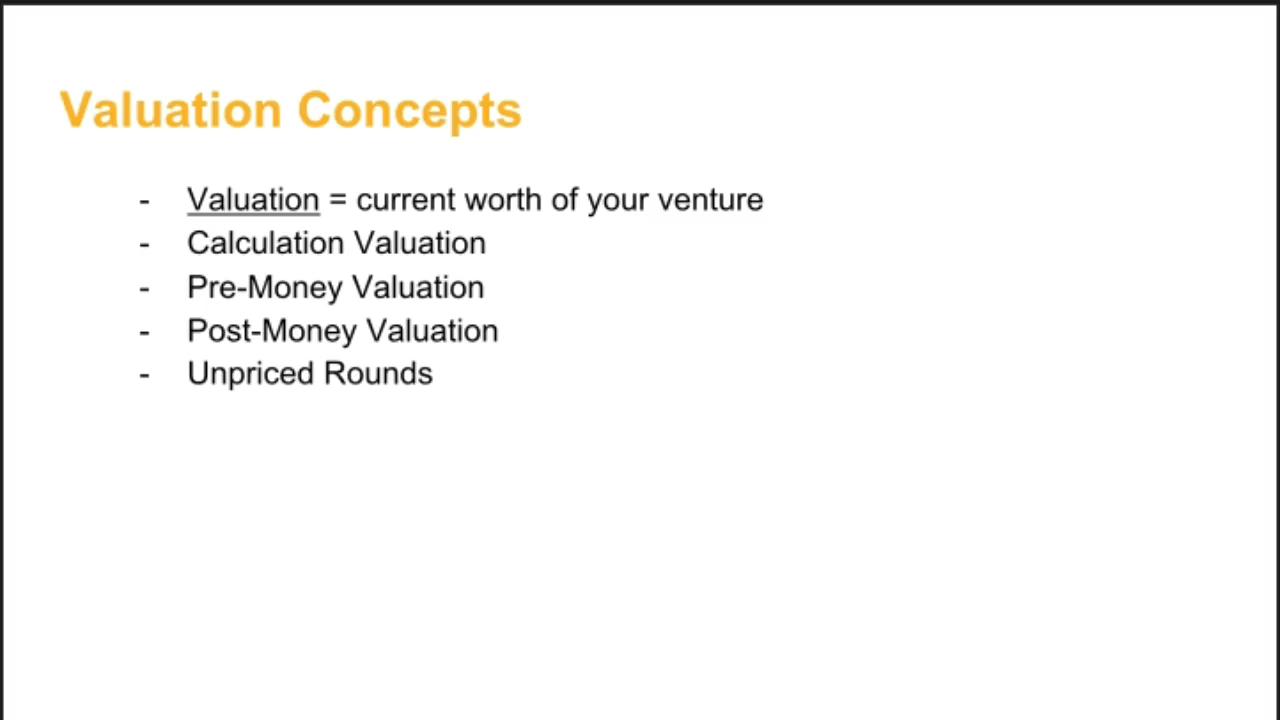 Valuation Concepts
- Valuation = current worth of your venture
- Calculation Valuation
- Pre-Money Valuation
- Post-Money Valuation
- Unpriced Rounds